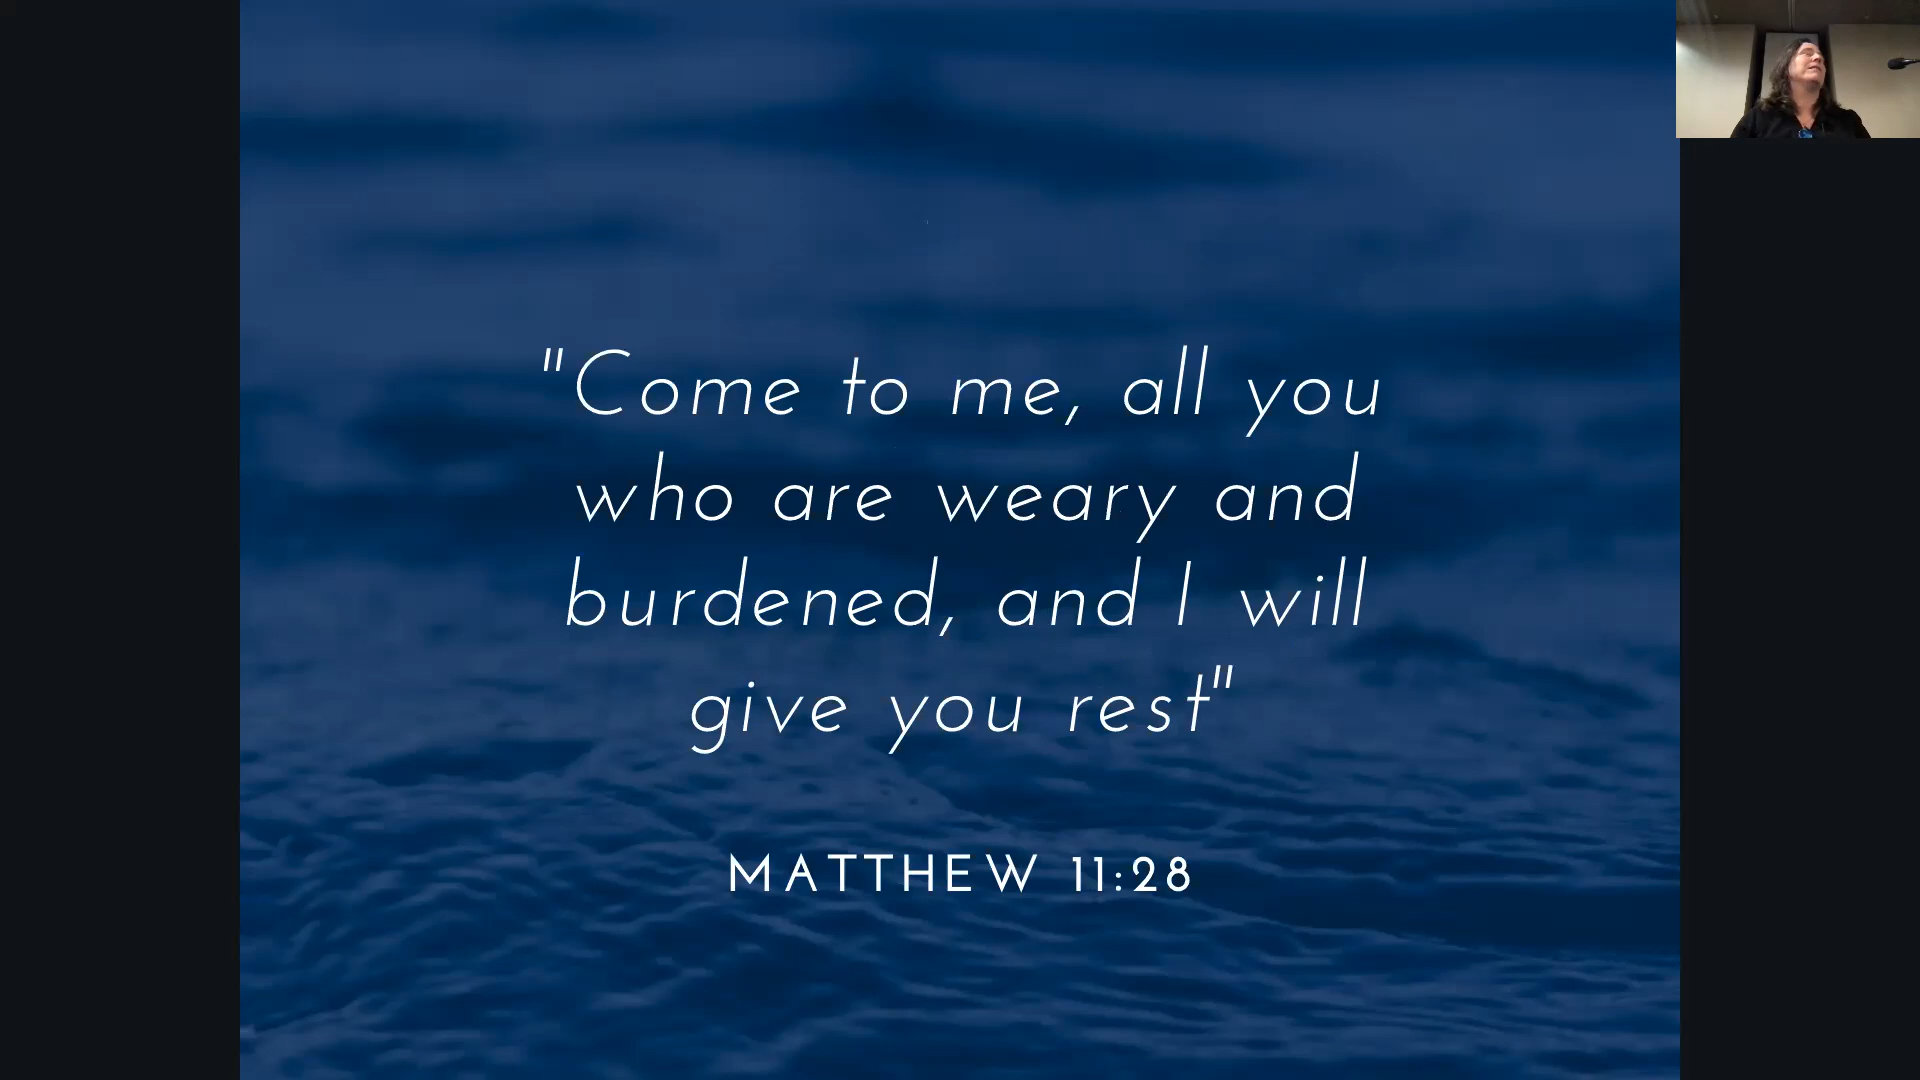 "Come to me, all you
who are weary and
burdened, and I will
give you rest"
MATTHEW 11:28